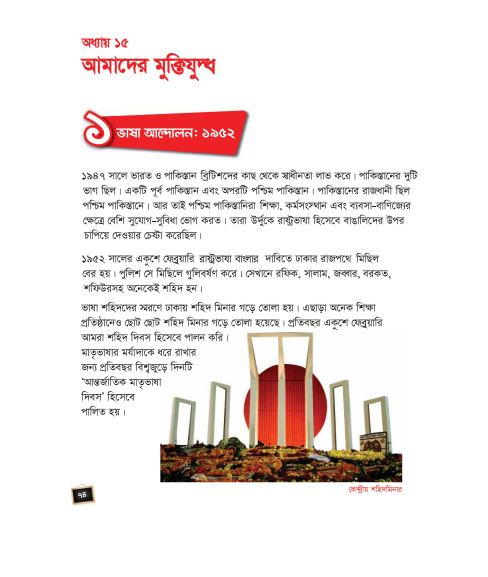 অধ্যায় ১৫
আমাদের মুক্তিযুদ্ধ
১ ভাষা আন্দোলন: ১৯৫২
১৯৪৭ সালে ভারত ও পাকিস্তান ব্রিটিশদের কাছ থেকে স্বাধীনতা লাভ করে। পাকিস্তানের দুটি
ভাগ ছিল। একটি পূর্ব পাকিস্তান এবং অপরটি পশ্চিম পাকিস্তান। পাকিস্তানের রাজধানী ছিল
পশ্চিম পাকিস্তানে। আর তাই পশ্চিম পাকিস্তানিরা শিক্ষা, কর্মসংস্থান এবং ব্যবসা-বাণিজ্যের
ক্ষেত্রে বেশি সুযোগ-সুবিধা ভোগ করত। তারা উর্দুকে রাষ্ট্রভাষা হিসেবে বাঙালিদের উপর
চাপিয়ে দেওয়ার চেষ্টা করেছিল।
১৯৫২ সালের একুশে ফেব্রুয়ারি রাষ্ট্রভাষা বাংলার দাবিতে ঢাকার রাজপথে মিছিল
বের হয়। পুলিশ সে মিছিলে গুলিবর্ষণ করে। সেখানে রফিক, সালাম, জব্বার, বরকত,
শফিউরসহ অনেকেই শহিদ হন।
ভাষা শহিদদের স্মরণে ঢাকায় শহিদ মিনার গড়ে তোলা হয়। এছাড়া অনেক শিক্ষা
প্রতিষ্ঠানেও ছোট ছোট শহিদ মিনার গড়ে তোলা হয়েছে। প্রতিবছর একুশে ফেব্রুয়ারি
আমরা শহিদ দিবস হিসেবে পালন করি।
মাতৃভাষার মর্যাদাকে ধরে রাখার
জন্য প্রতিবছর বিশ্বজুড়ে দিনটি
‘আন্তর্জাতিক মাতৃভাষা
দিবস’ হিসেবে
পালিত হয়।
কেন্দ্রীয় শহিদমিনার
৭৪